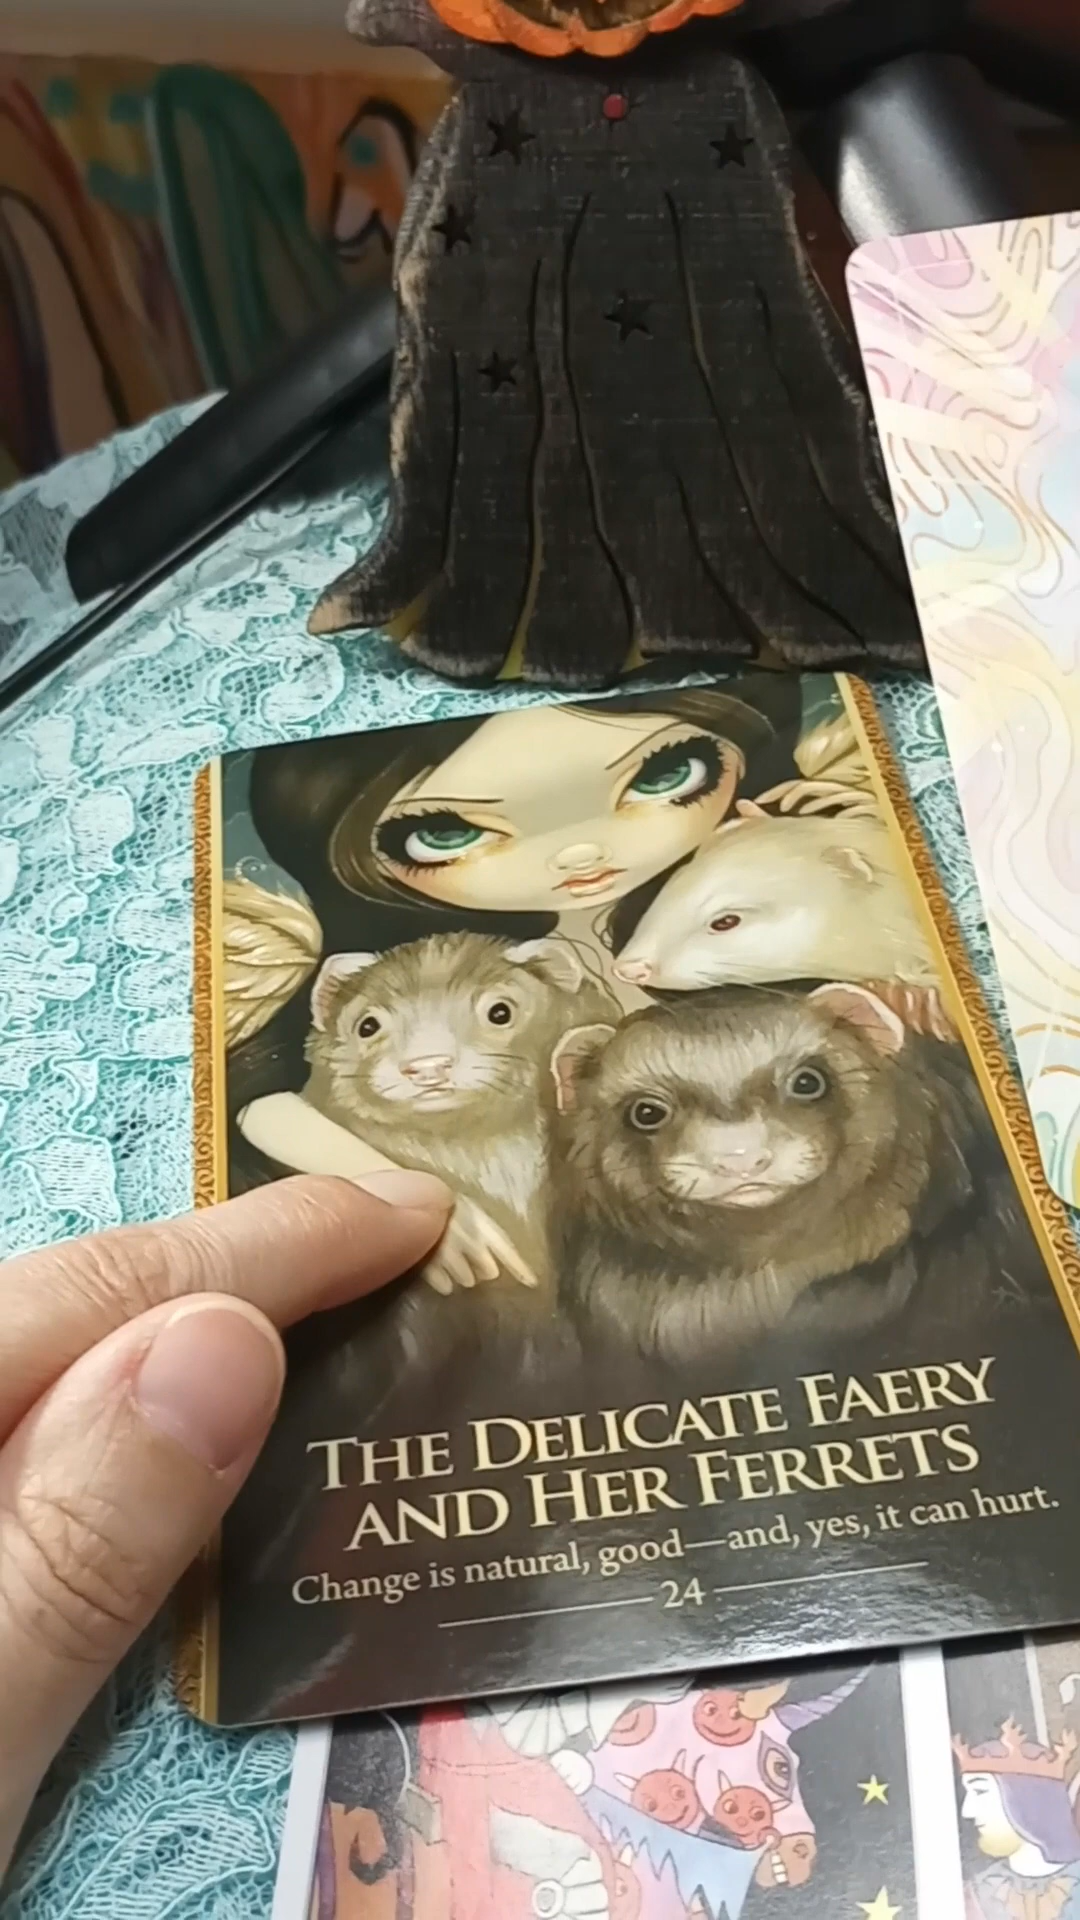 THE DELICATE FAERY
AND HER FERRETS
Change is natural, good—and, yes, it can hurt.
24